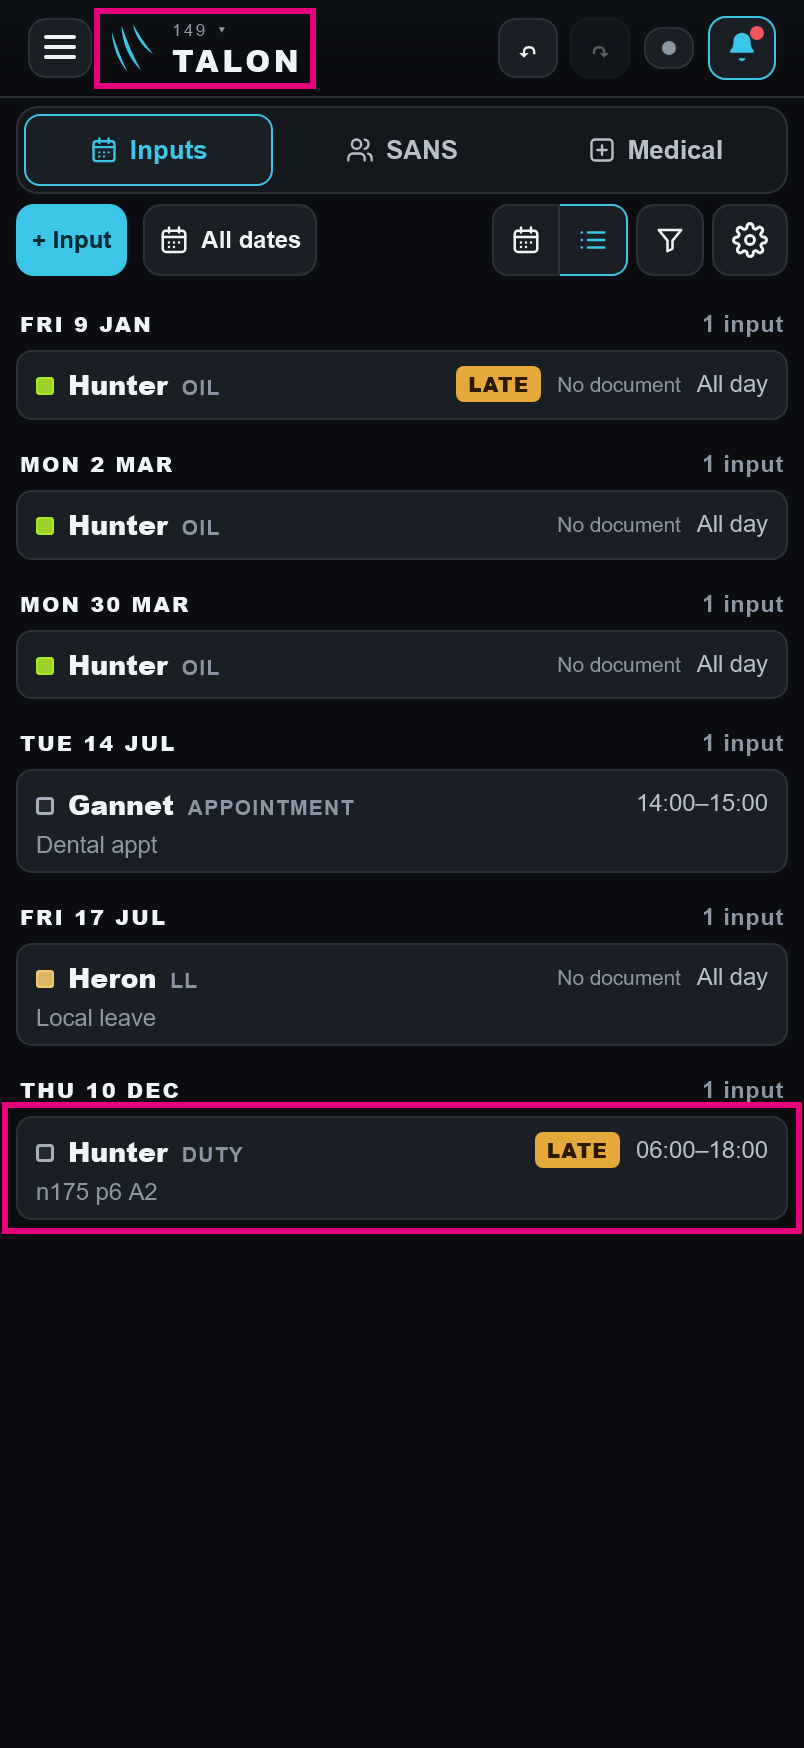 149 ▾
TALON
Inputs
SANS
Medical
+ Input
All dates
FRI 9 JAN 1 input
Hunter OIL LATE No document All day
MON 2 MAR 1 input
Hunter OIL No document All day
MON 30 MAR 1 input
Hunter OIL No document All day
TUE 14 JUL 1 input
Gannet APPOINTMENT 14:00–15:00
Dental appt
FRI 17 JUL 1 input
Heron LL No document All day
Local leave
THU 10 DEC 1 input
Hunter DUTY LATE 06:00–18:00
n175 p6 A2